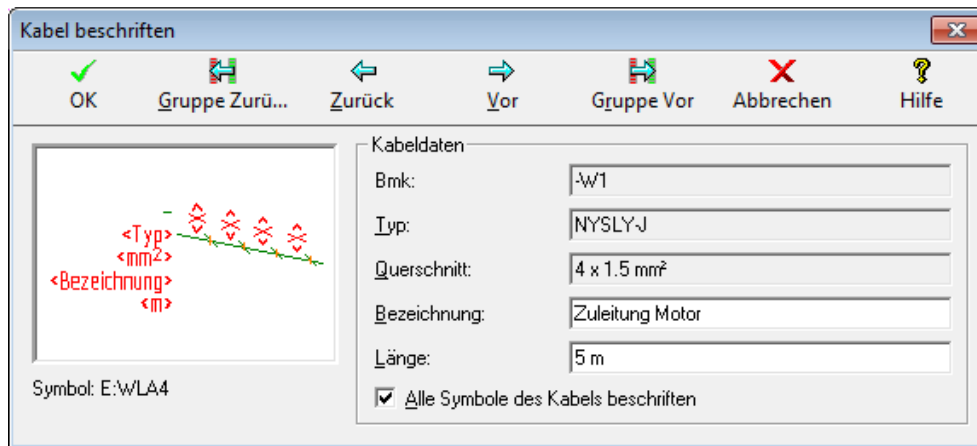 Kabel beschriften
OK Gruppe Zurü... Zurück Vor Gruppe Vor Abbrechen Hilfe
<Typ>
<mm²>
<Bezeichnung>
<m>
<X> <X> <X> <X>
Symbol: E:WLA4
Kabeldaten
Bmk: -W1
Typ: NYSLY-J
Querschnitt: 4 x 1.5 mm²
Bezeichnung: Zuleitung Motor
Länge: 5 m
Alle Symbole des Kabels beschriften